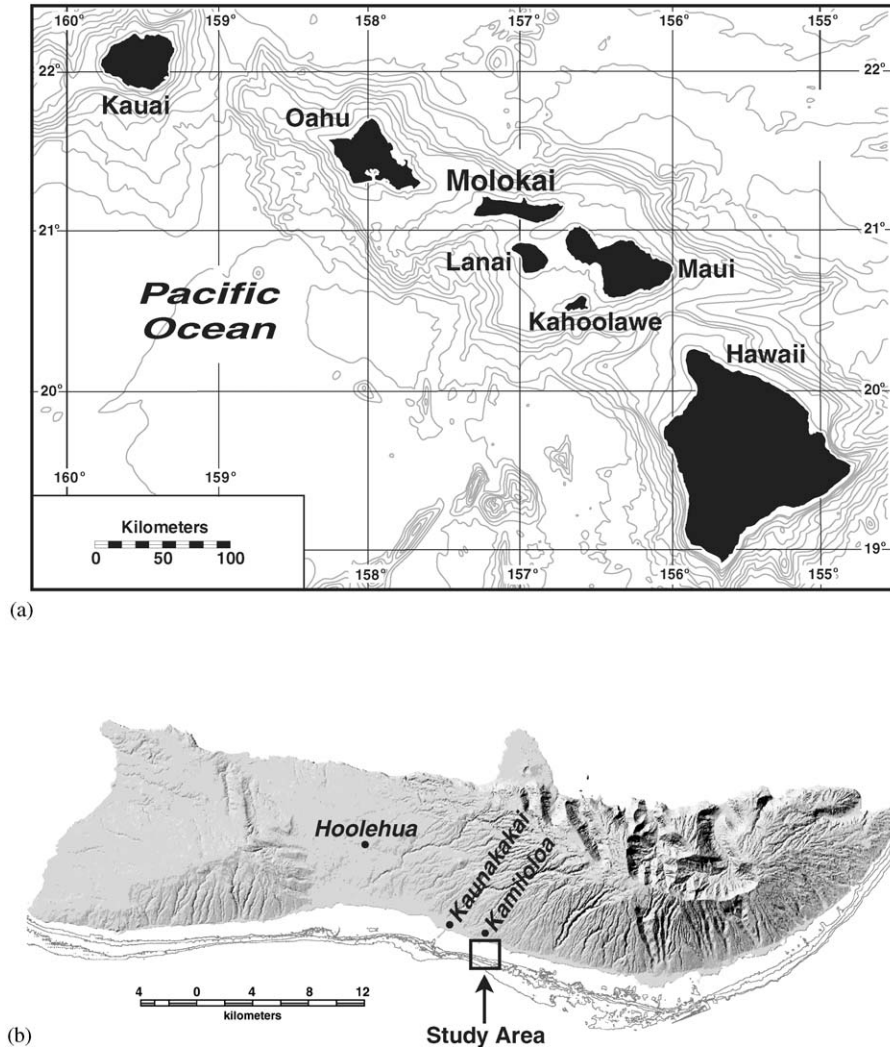 160° 159° 158° 157° 156° 155°
22° 22°
Kauai
Oahu
Molokai
21° 21°
Lanai
Maui
Pacific
Ocean
Kahoolawe
Hawaii
20° 20°
160° 159°
Kilometers
0 50 100
19°
158° 157° 156° 155°
(a)
Hoolehua
Kaunakakai
Kamiloloa
4 0 4 8 12
kilometers
Study Area
(b)